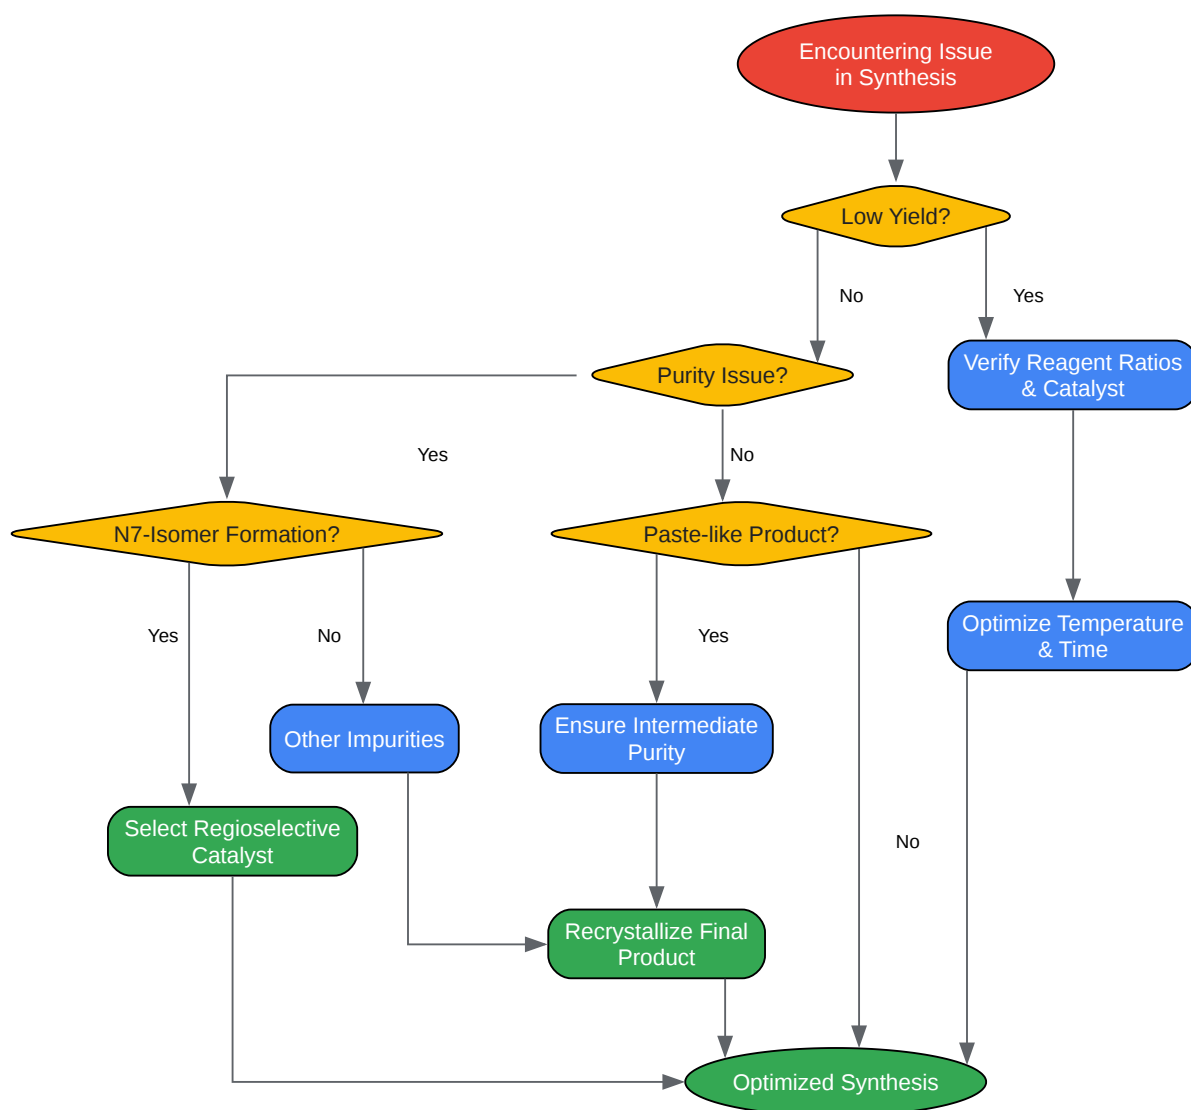 Encountering Issue
in Synthesis
Low Yield?
No
Yes
Purity Issue?
Verify Reagent Ratios
& Catalyst
Yes
No
N7-Isomer Formation?
Paste-like Product?
Yes
No
Yes
Optimize Temperature
& Time
Other Impurities
Ensure Intermediate
Purity
Select Regioselective
Catalyst
No
Recrystallize Final
Product
Optimized Synthesis